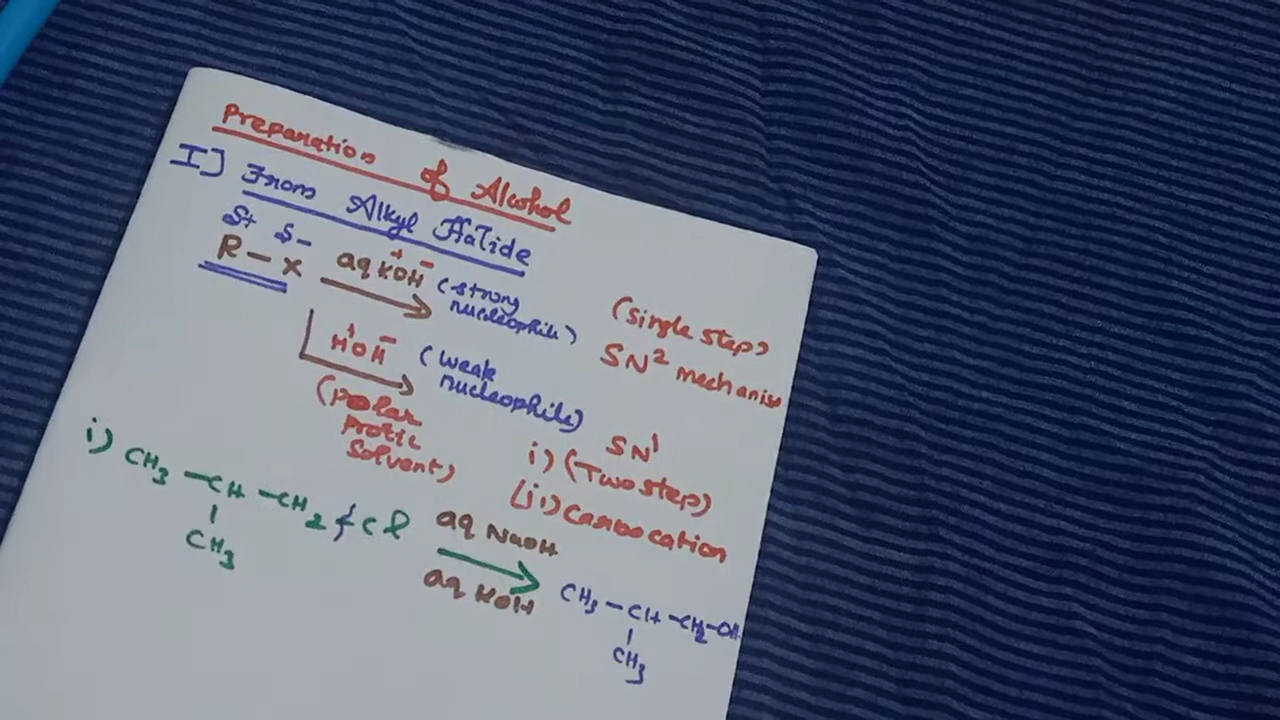 Preparation of Alcohol
I] From Alkyl Halide
S+ S-
R-X aq K+OH- (strong nucleophile) (single step)
SN2 mechanism
H+OH- (weak nucleophile)
(polar Protic Solvent)
SN1
i) (Two step)
(ii) Carbocation
i) CH3-CH-CH2-Cl aq NaOH
CH3 aq KOH
CH3-CH-CH2-OH
CH3